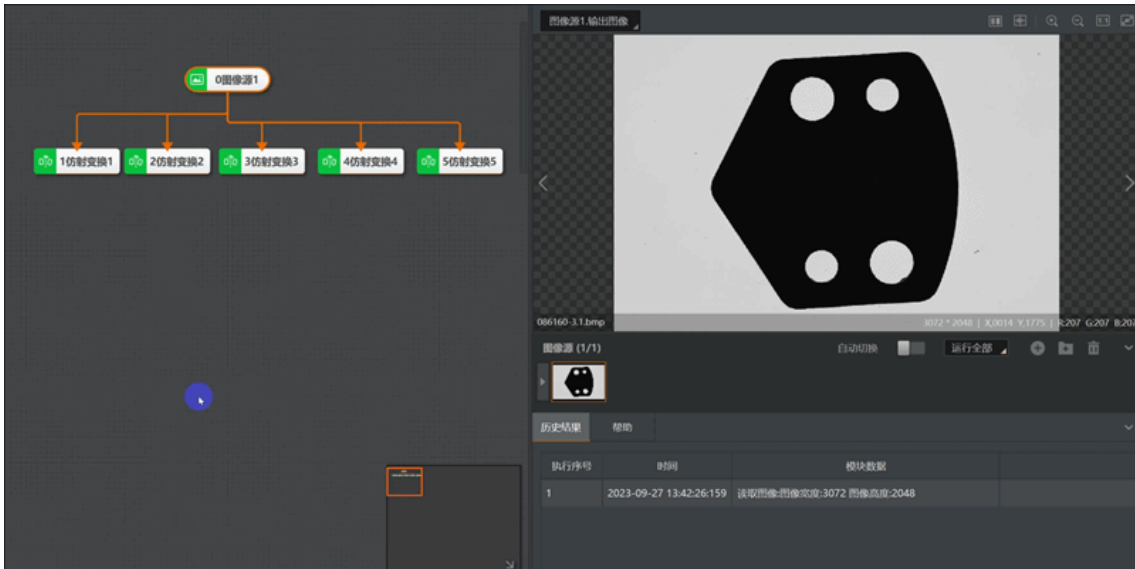 图像源1.输出图像
0图像源1
1仿射变换1
2仿射变换2
3仿射变换3
4仿射变换4
5仿射变换5
086160-3.1.bmp
3072 * 2048 | X,0014 Y,1775 | R:207 G:207 B:207
图像源 (1/1)
自动切换
运行全部
历史结果
帮助
执行序号 时间 模块数据
1 2023-09-27 13:42:26:159 读取图像:图像宽度:3072 图像高度:2048